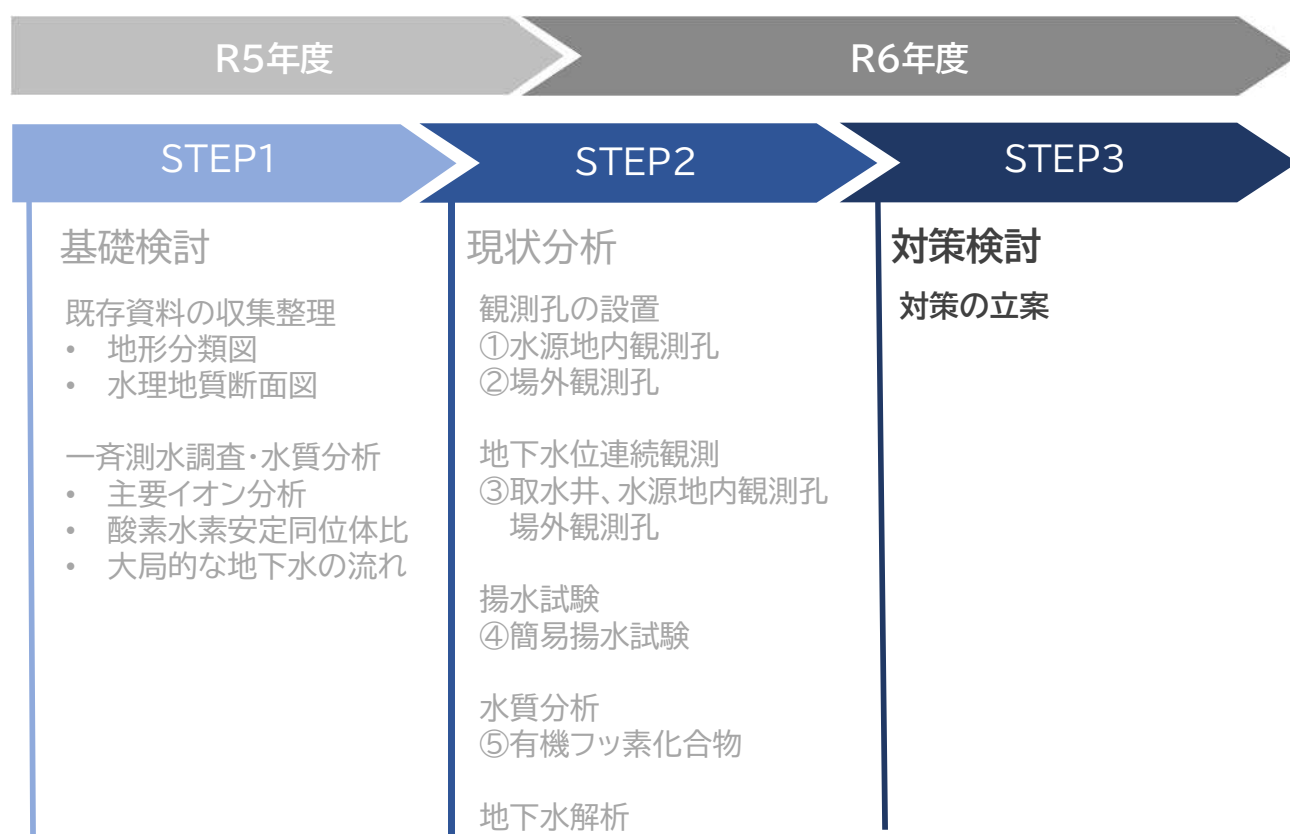 R5年度
R6年度
STEP1
STEP2
STEP3
基礎検討
既存資料の収集整理
• 地形分類図
• 水理地質断面図
一斉測水調査・水質分析
• 主要イオン分析
• 酸素水素安定同位体比
• 大局的な地下水の流れ
現状分析
観測孔の設置
①水源地内観測孔
②場外観測孔
地下水位連続観測
③取水井、水源地内観測孔
場外観測孔
揚水試験
④簡易揚水試験
水質分析
⑤有機フッ素化合物
地下水解析
対策検討
対策の立案